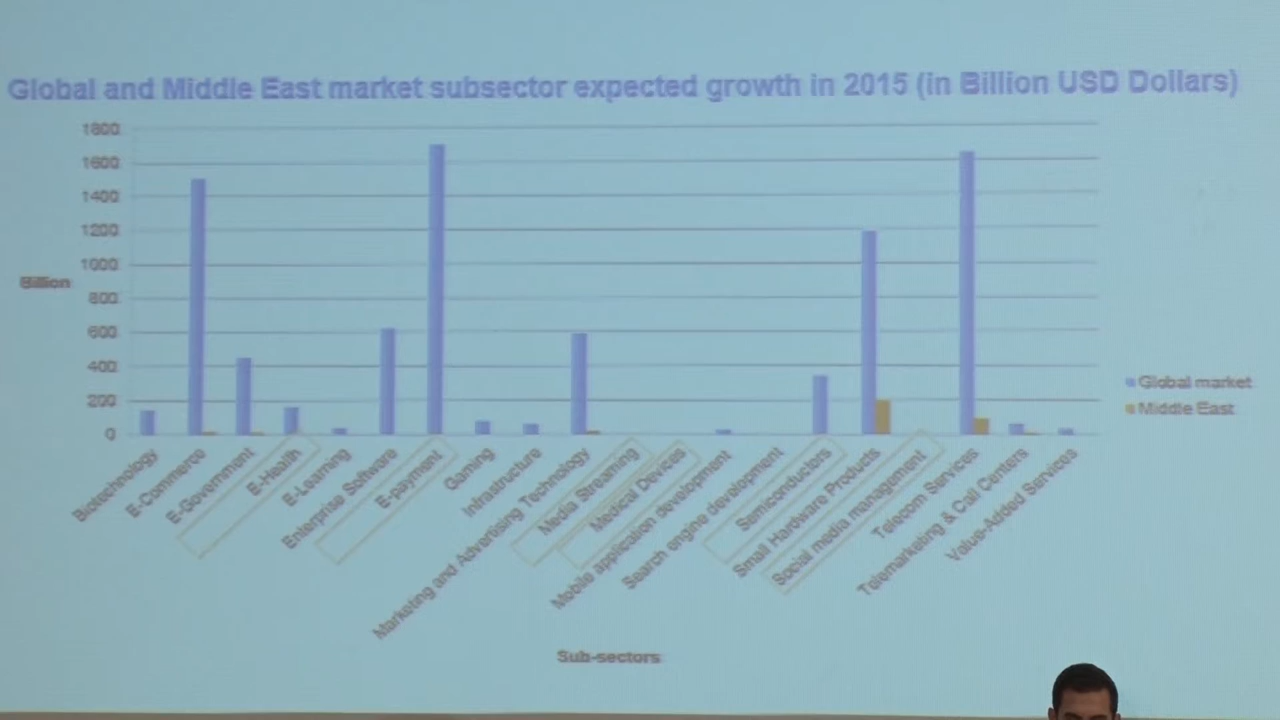 Global and Middle East market subsector expected growth in 2015 (in Billion USD Dollars)
1800
1600
1400
1200
1000
Billion
800
600
400
200
0
Global market
Middle East
Biotechnology
E-Commerce
E-Government
E-Health
E-Learning
Enterprise Software
E-payment
Gaming
Infrastructure
Marketing and Advertising Technology
Media Streaming
Medical Devices
Mobile application development
Search engine development
Semiconductors
Small Hardware Products
Social media management
Telecom Services
Telemarketing & Call Centers
Value-Added Services
Sub-sectors